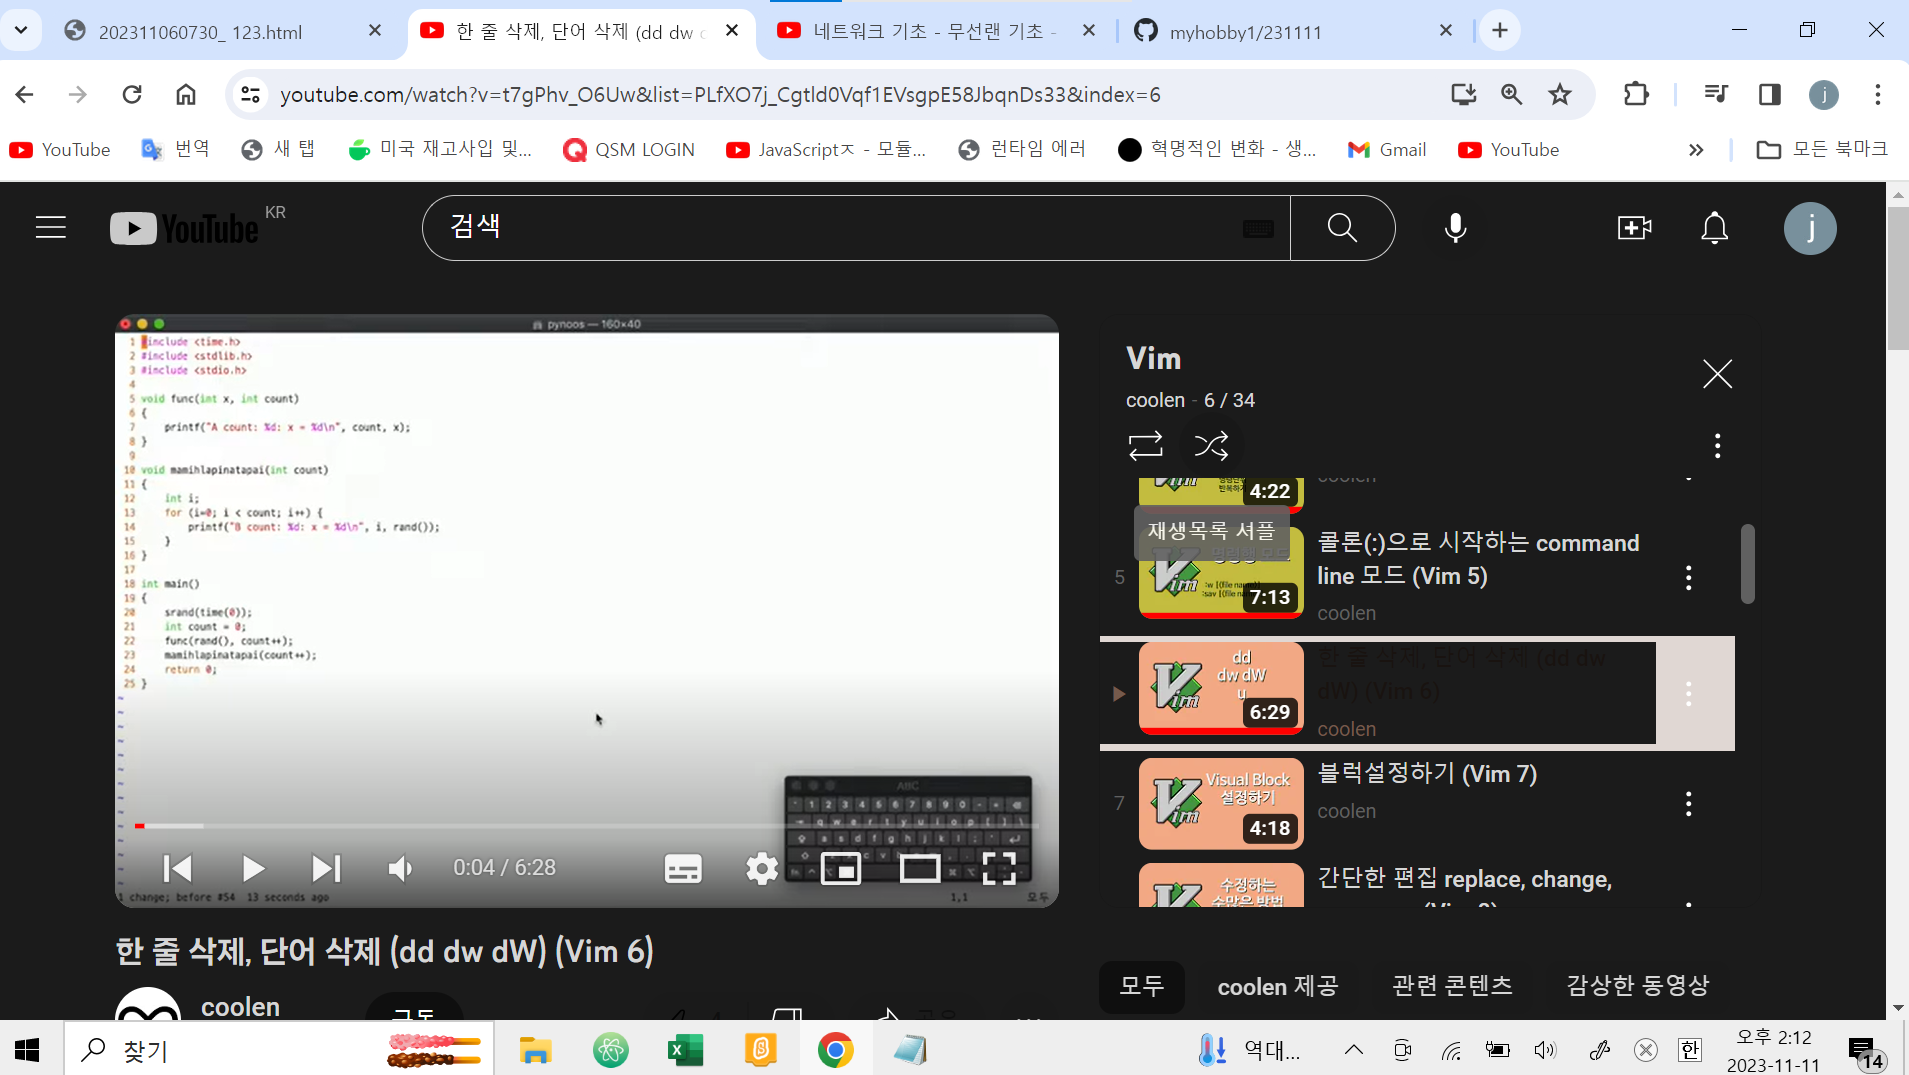 202311060730_ 123.html
한 줄 삭제, 단어 삭제 (dd dw
네트워크 기초 - 무선랜 기초 -
myhobby1/231111
youtube.com/watch?v=t7gPhv_O6Uw&list=PLfXO7j_Cgtld0Vqf1EVsgpE58JbqnDs33&index=6
j
YouTube
번역
새 탭
미국 재고사입 및...
QSM LOGIN
JavaScriptㅈ - 모듈...
런타임 에러
혁명적인 변화 - 생...
Gmail
YouTube
모든 북마크
YouTube KR
검색
j
pynoos — 160×40
1 #include <time.h>
2 #include <stdlib.h>
3 #include <stdio.h>
4
5 void func(int x, int count)
6 {
7 printf("A count: %d: x = %d\n", count, x);
8 }
9
10 void mamihlapinatapai(int count)
11 {
12 int i;
13 for (i=0; i < count; i++) {
14 printf("B count: %d: x = %d\n", i, rand());
15 }
16 }
17
18 int main()
19 {
20 srand(time(0));
21 int count = 0;
22 func(rand(), count++);
23 mamihlapinatapai(count++);
24 return 0;
25 }
ABC
0:04 / 6:28
1 change; before #54 13 seconds ago
1,1
모두
Vim
coolen - 6 / 34
4:22
coolen
재생목록 셔플
5
:w [(file name)]
:sav [(file name)]
Vim
7:13
콜론(:)으로 시작하는 command
line 모드 (Vim 5)
coolen
dd
dw dW
u
Vim
6:29
한 줄 삭제, 단어 삭제 (dd dw
dW) (Vim 6)
coolen
7
Visual Block
설정하기
Vim
4:18
블럭설정하기 (Vim 7)
coolen
수정하는
수많은 방법
간단한 편집 replace, change,
한 줄 삭제, 단어 삭제 (dd dw dW) (Vim 6)
coolen
구독
공유
모두
coolen 제공
관련 콘텐츠
감상한 동영상
찾기
역대...
한
오후 2:12
2023-11-11
14